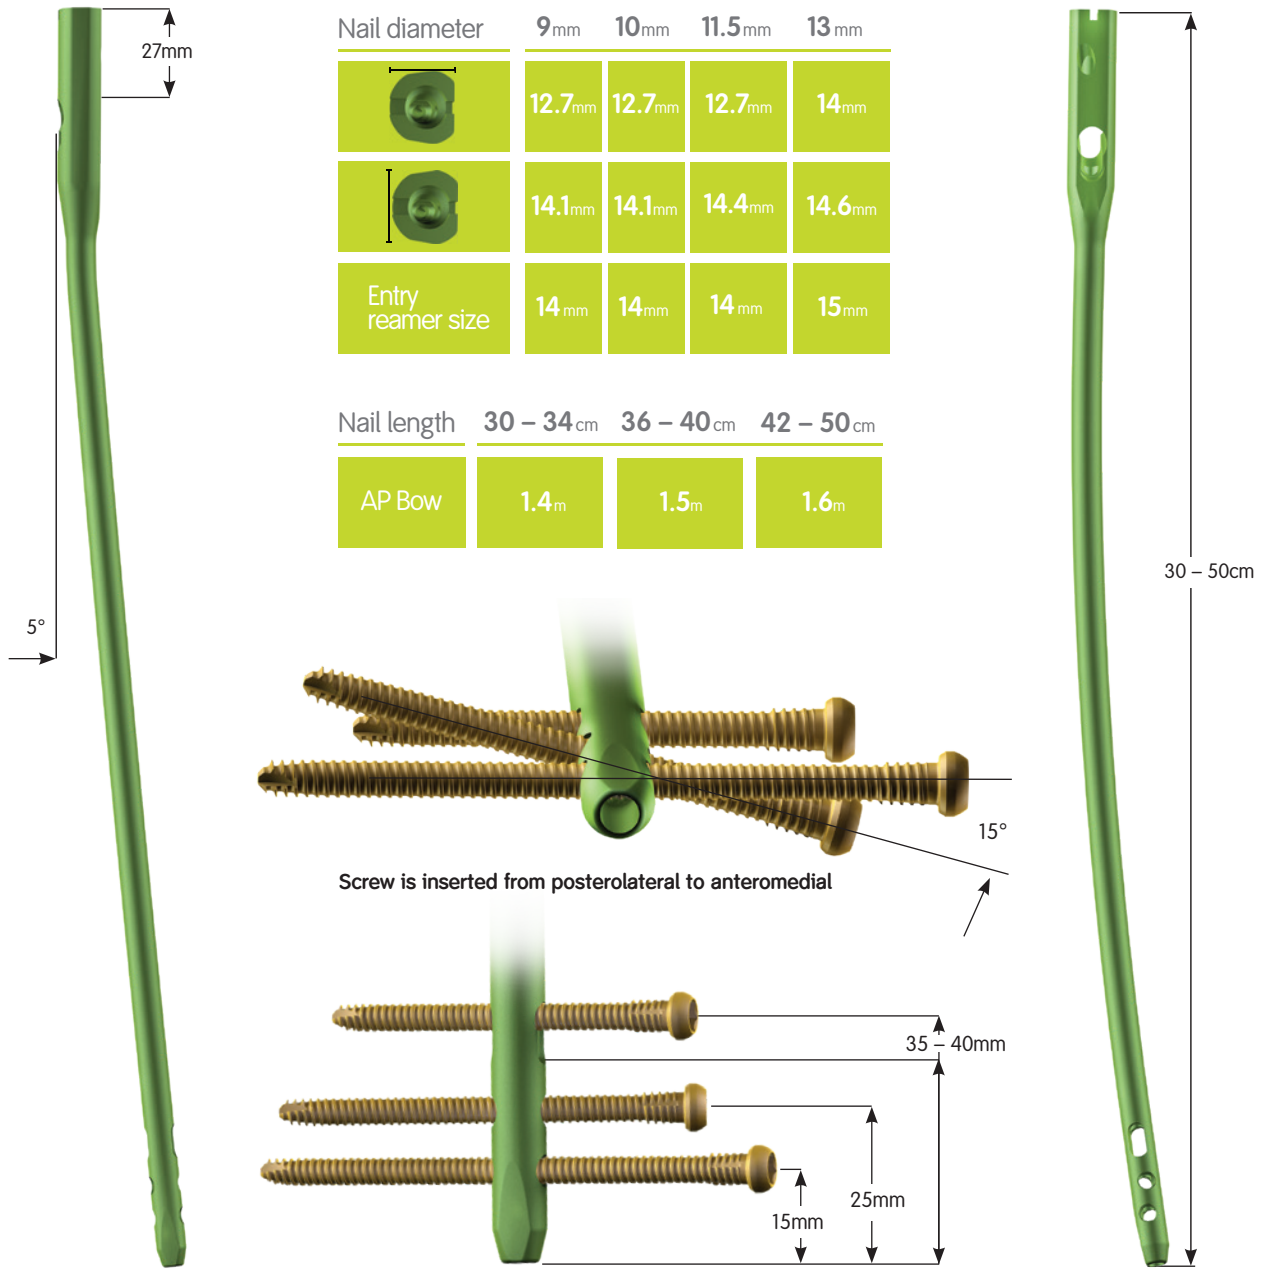 27mm
Nail diameter 9mm 10mm 11.5mm 13mm
12.7mm 12.7mm 12.7mm 14mm
14.1mm 14.1mm 14.4mm 14.6mm
Entry
reamer size
14mm 14mm 14mm 15mm
Nail length 30 – 34cm 36 – 40cm 42 – 50cm
AP Bow 1.4m 1.5m 1.6m
30 – 50cm
5°
15°
Screw is inserted from posterolateral to anteromedial
35 – 40mm
25mm
15mm